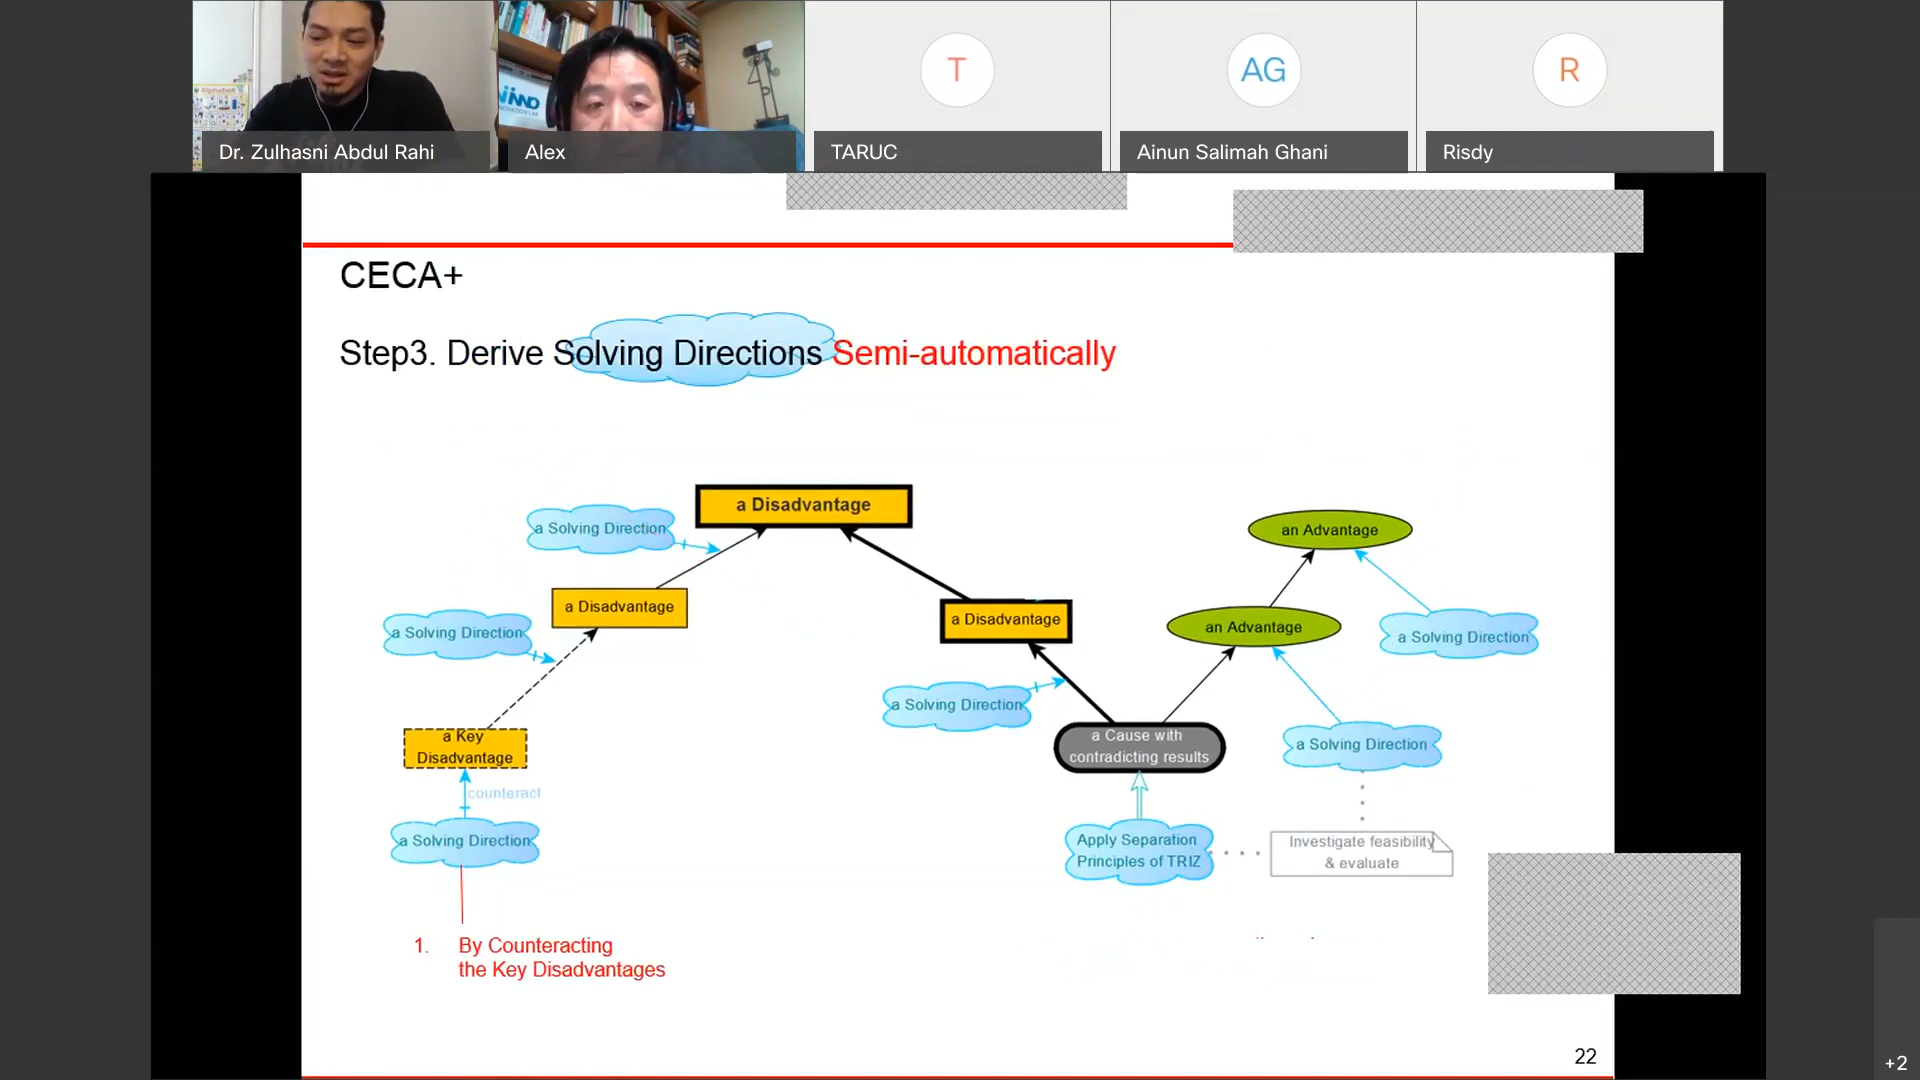 Dr. Zulhasni Abdul Rahi
Alex
T
TARUC
AG
Ainun Salimah Ghani
R
Risdy
CECA+
Step3. Derive Solving Directions Semi-automatically
a Disadvantage
a Solving Direction
an Advantage
a Disadvantage
a Disadvantage
an Advantage
a Solving Direction
a Solving Direction
a Solving Direction
a Key
Disadvantage
a Cause with
contradicting results
a Solving Direction
counteract
a Solving Direction
Apply Separation
Principles of TRIZ
Investigate feasibility
& evaluate
1. By Counteracting
the Key Disadvantages
22
+2